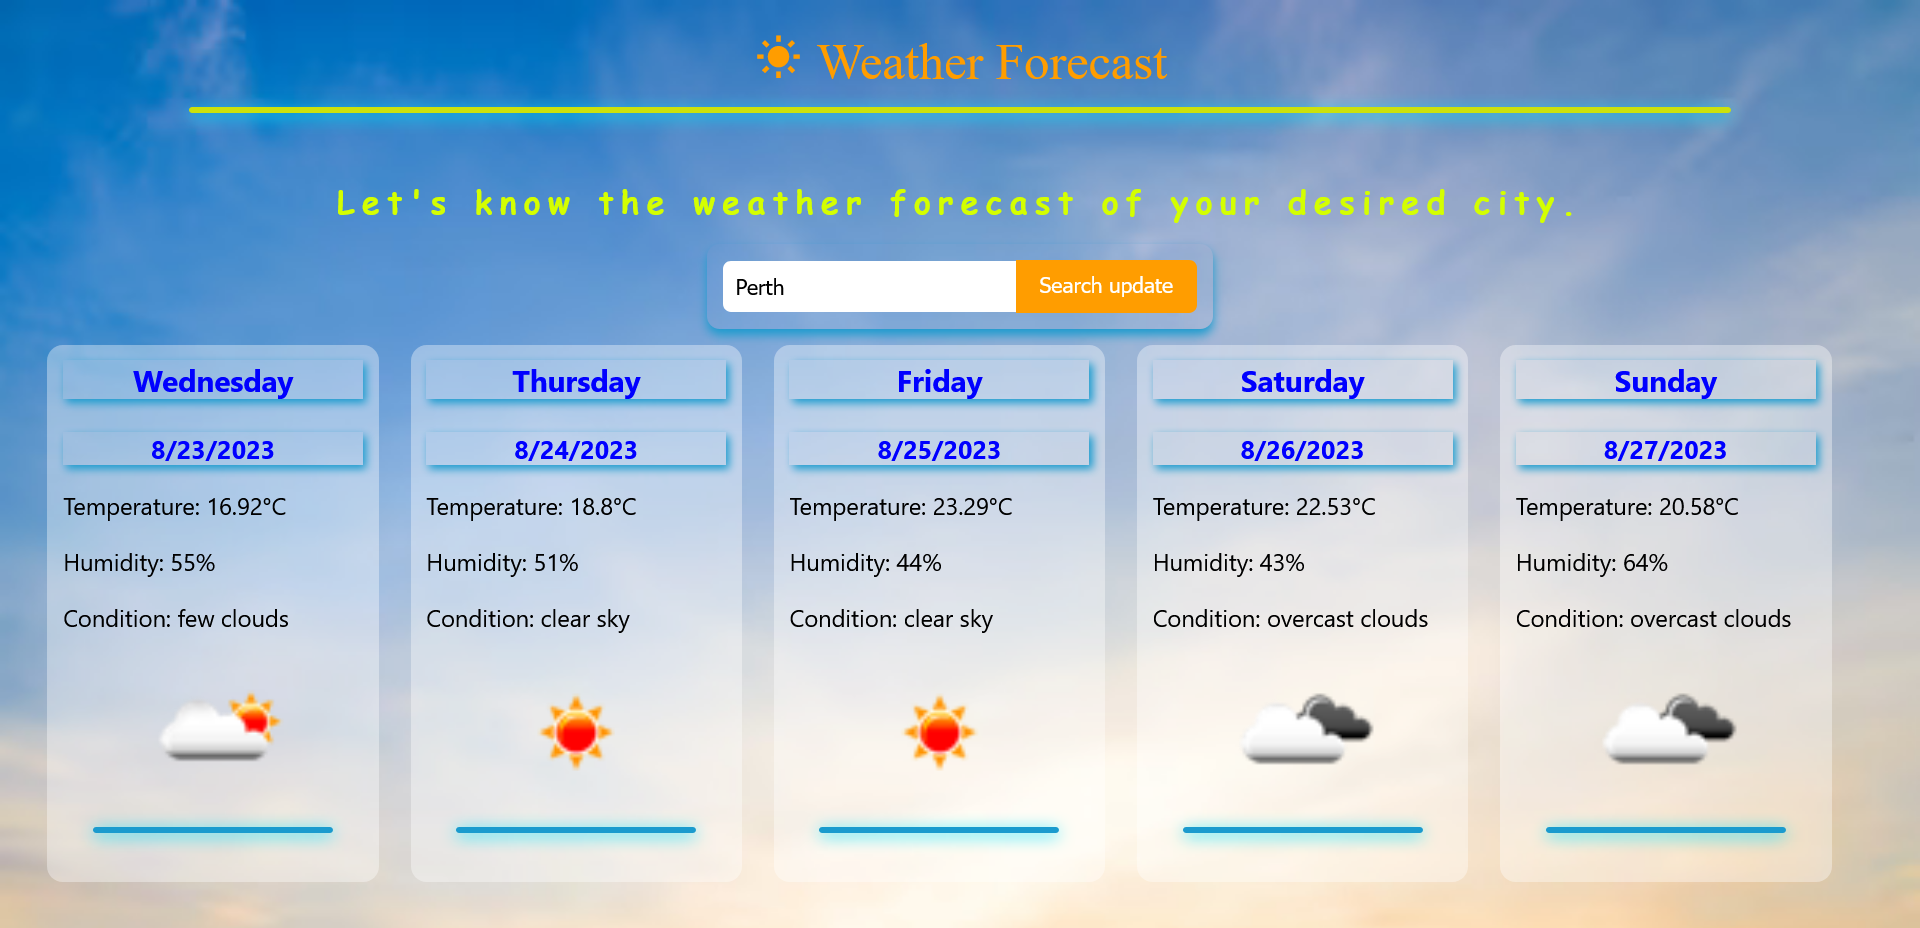 Weather Forecast
Let's know the weather forecast of your desired city.
Perth
Search update
Wednesday
8/23/2023
Temperature: 16.92°C
Humidity: 55%
Condition: few clouds
Thursday
8/24/2023
Temperature: 18.8°C
Humidity: 51%
Condition: clear sky
Friday
8/25/2023
Temperature: 23.29°C
Humidity: 44%
Condition: clear sky
Saturday
8/26/2023
Temperature: 22.53°C
Humidity: 43%
Condition: overcast clouds
Sunday
8/27/2023
Temperature: 20.58°C
Humidity: 64%
Condition: overcast clouds